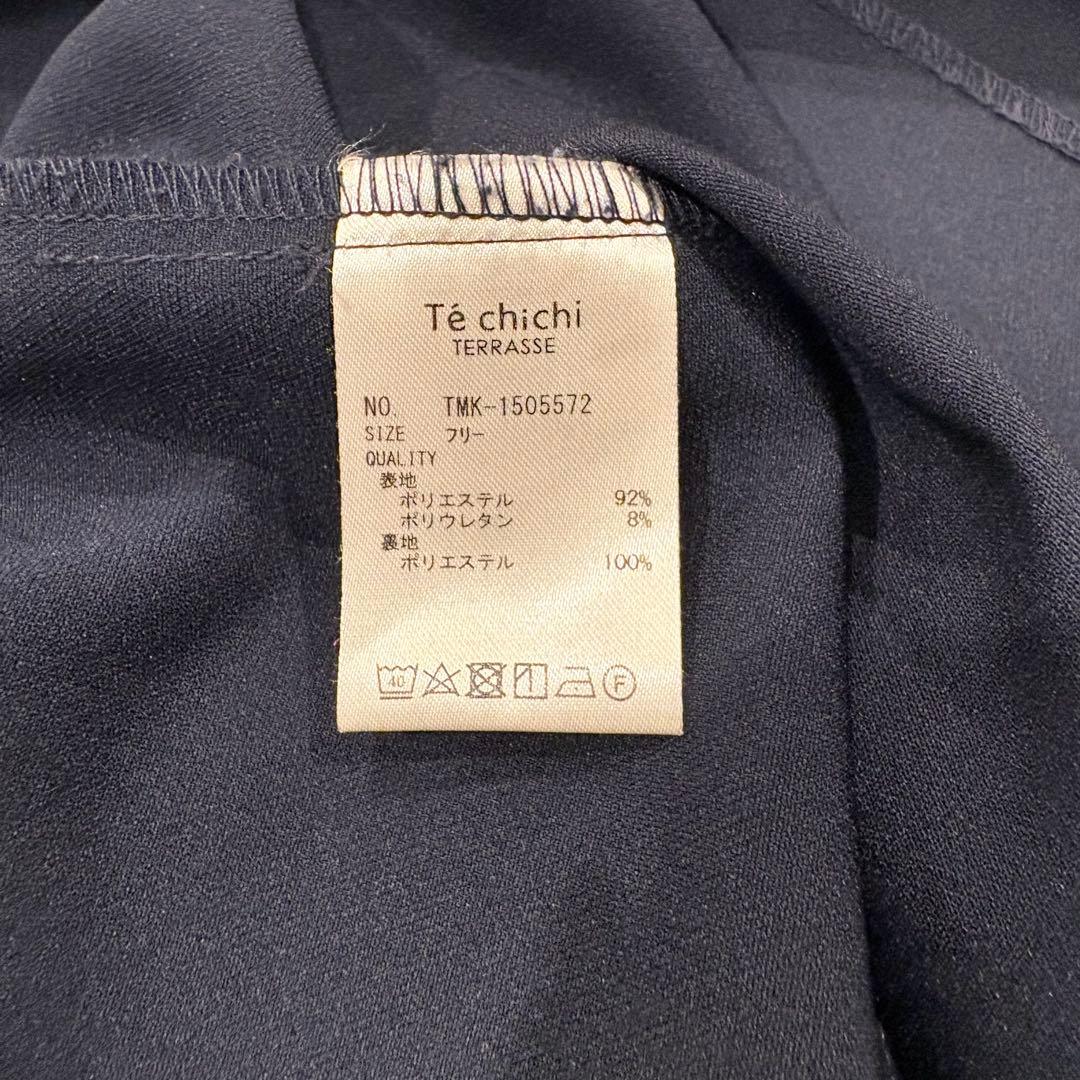 Té chichi
TERRASSE
NO. TMK-1505572
SIZE フリー
QUALITY
表地
ポリエステル 92%
ポリウレタン 8%
裏地
ポリエステル 100%
40 F